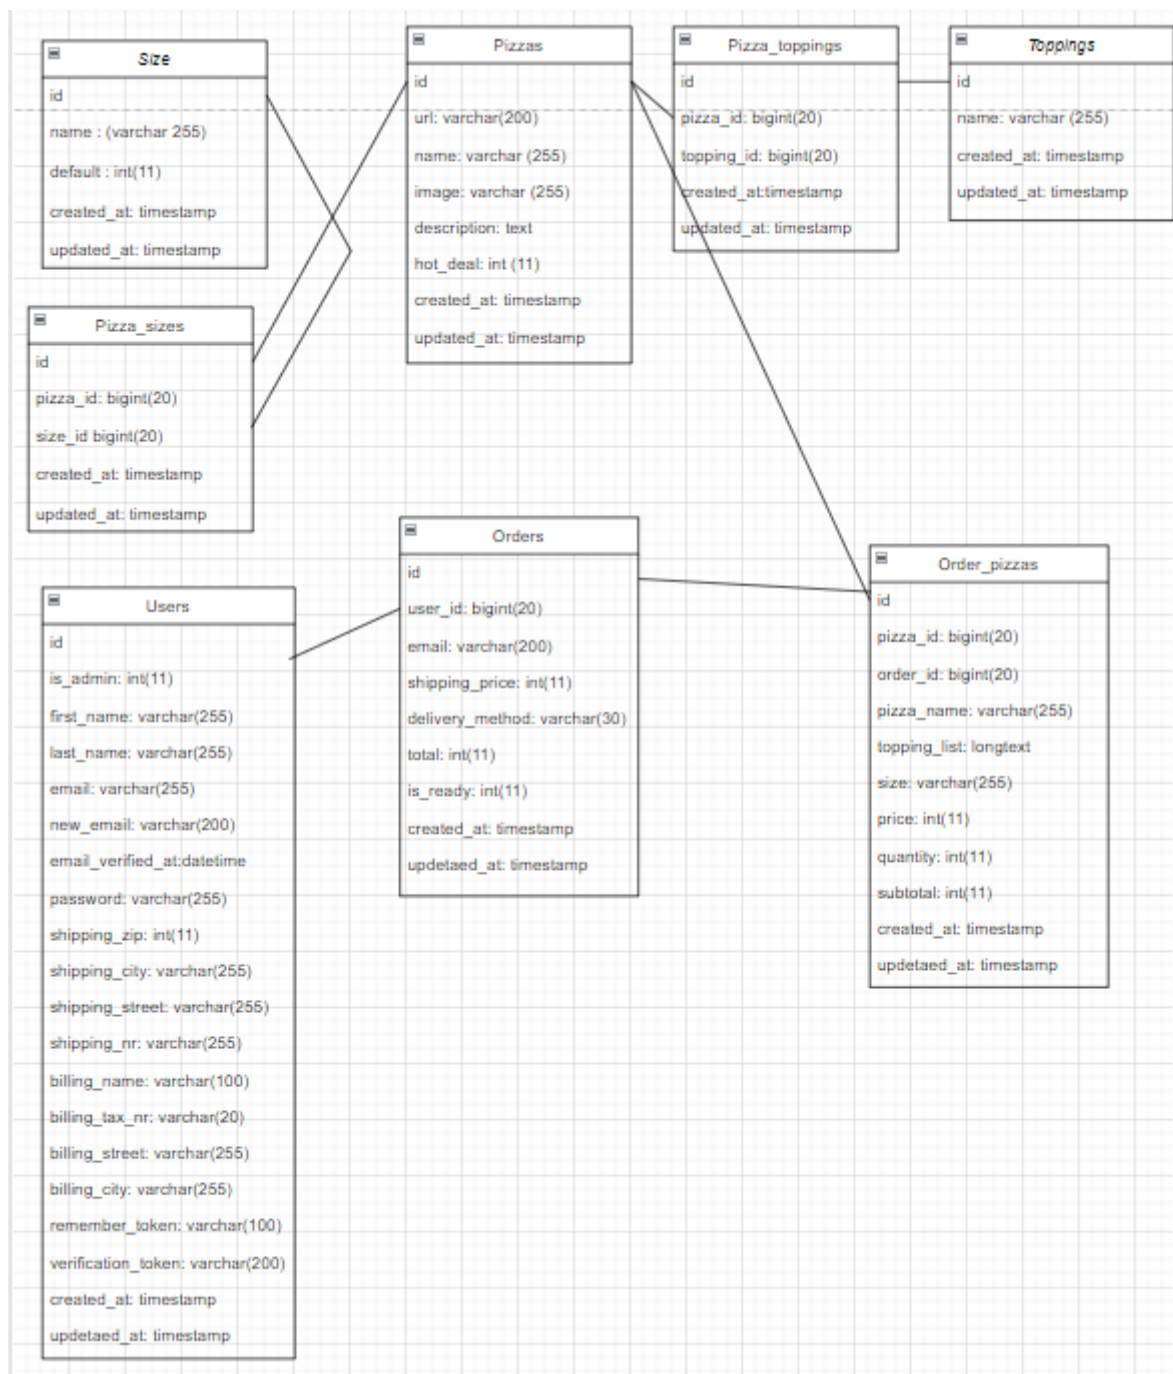 Size
id
name : (varchar 255)
default : int(11)
created_at: timestamp
updated_at: timestamp
Pizzas
id
url: varchar(200)
name: varchar (255)
image: varchar (255)
description: text
hot_deal: int (11)
created_at: timestamp
updated_at: timestamp
Pizza_toppings
id
pizza_id: bigint(20)
topping_id: bigint(20)
created_at:timestamp
updated_at: timestamp
Toppings
id
name: varchar (255)
created_at: timestamp
updated_at: timestamp
Pizza_sizes
id
pizza_id: bigint(20)
size_id bigint(20)
created_at: timestamp
updated_at: timestamp
Orders
id
user_id: bigint(20)
email: varchar(200)
shipping_price: int(11)
delivery_method: varchar(30)
total: int(11)
is_ready: int(11)
created_at: timestamp
updetaed_at: timestamp
Order_pizzas
id
pizza_id: bigint(20)
order_id: bigint(20)
pizza_name: varchar(255)
topping_list: longtext
size: varchar(255)
price: int(11)
quantity: int(11)
subtotal: int(11)
created_at: timestamp
updetaed_at: timestamp
Users
id
is_admin: int(11)
first_name: varchar(255)
last_name: varchar(255)
email: varchar(255)
new_email: varchar(200)
email_verified_at:datetime
password: varchar(255)
shipping_zip: int(11)
shipping_city: varchar(255)
shipping_street: varchar(255)
shipping_nr: varchar(255)
billing_name: varchar(100)
billing_tax_nr: varchar(20)
billing_street: varchar(255)
billing_city: varchar(255)
remember_token: varchar(100)
verification_token: varchar(200)
created_at: timestamp
updetaed_at: timestamp